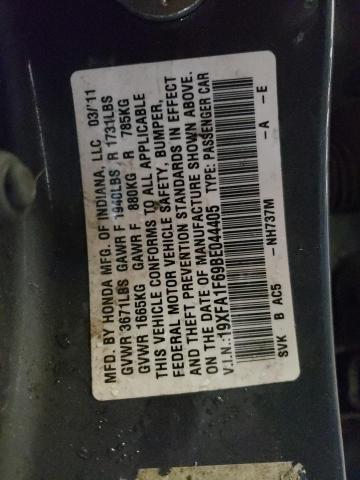 MFD. BY HONDA MFG. OF INDIANA, LLC 03/'11
GVWR 3671LBS GAWR F 1940LBS R 1731LBS
GVWR 1665KG GAWR F 880KG R 785KG
THIS VEHICLE CONFORMS TO ALL APPLICABLE
FEDERAL MOTOR VEHICLE SAFETY, BUMPER,
AND THEFT PREVENTION STANDARDS IN EFFECT
ON THE DATE OF MANUFACTURE SHOWN ABOVE.
V.I.N.:19XFA1F69BE044405 TYPE: PASSENGER CAR
-NH737M -A -E
SVK B AC5